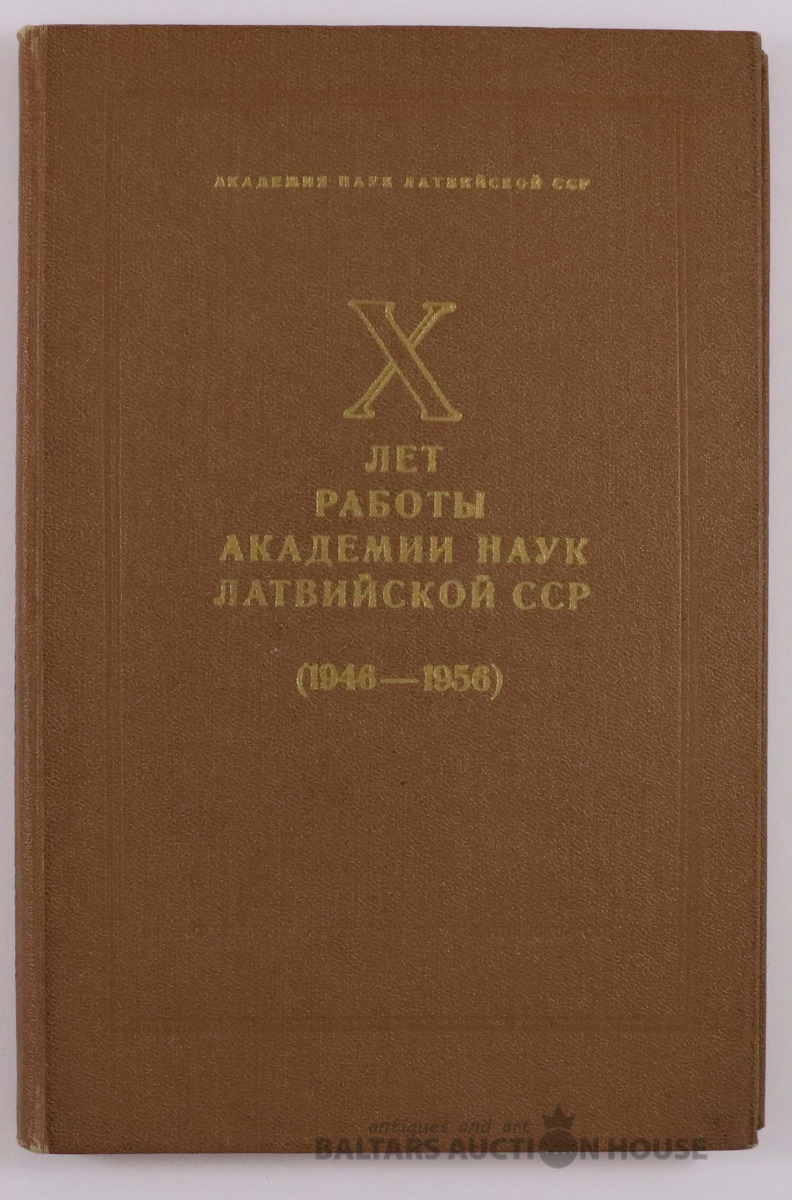 АКАДЕМИЯ НАУК ЛАТВИЙСКОЙ ССР
X
ЛЕТ
РАБОТЫ
АКАДЕМИИ НАУК
ЛАТВИЙСКОЙ ССР
(1946—1956)
antiques and art
BALTARS AUCTION HOUSE